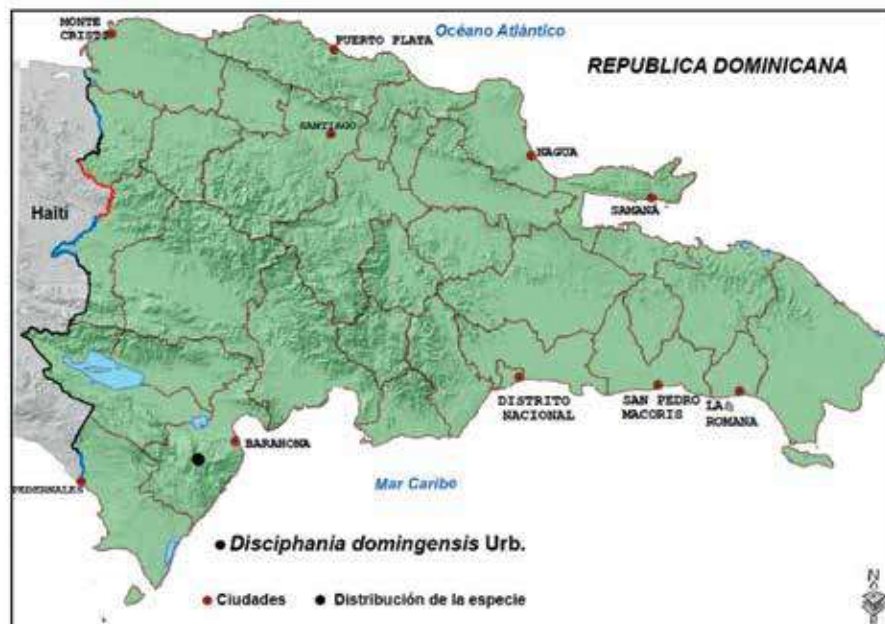 MONTE
CRISTI
PUERTO PLATA
Océano Atlántico
REPUBLICA DOMINICANA
SANTIAGO
NAGUA
SAMANÁ
Haití
DISTRITO
NACIONAL
SAN PEDRO
MACORIS
LA
ROMANA
BARAHONA
PEDERNALES
Mar Caribe
Disciphania domingensis Urb.
Ciudades
Distribución de la especie
N